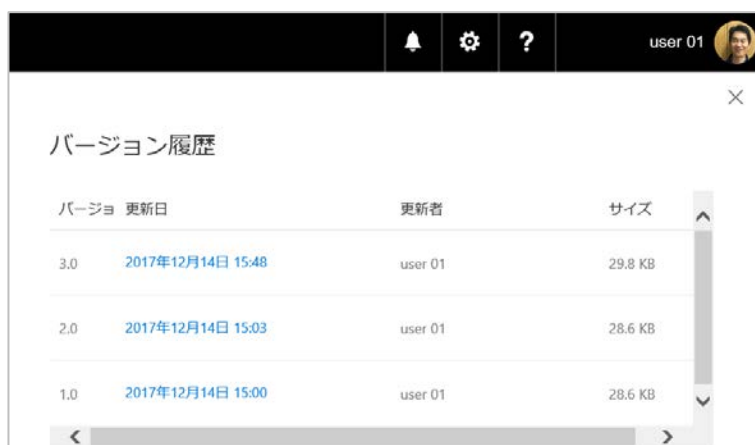 user 01
バージョン履歴
バージョ 更新日 更新者 サイズ
3.0 2017年12月14日 15:48 user 01 29.8 KB
2.0 2017年12月14日 15:03 user 01 28.6 KB
1.0 2017年12月14日 15:00 user 01 28.6 KB